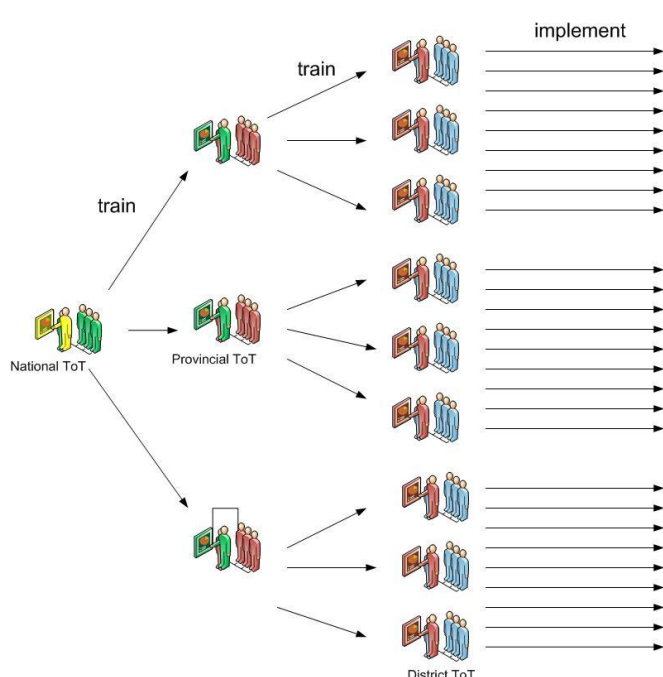 implement
train
train
National ToT
Provincial ToT
District ToT